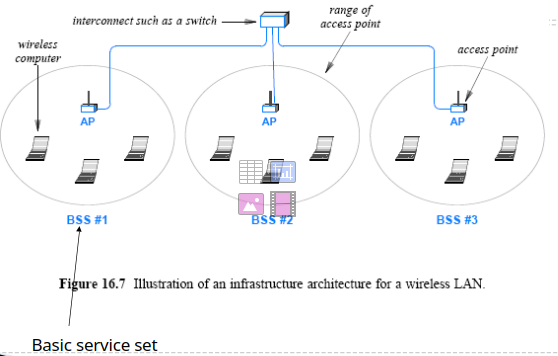 interconnect such as a switch
range of
access point
wireless
computer
access point
AP
AP
AP
BSS #1
BSS #2
BSS #3
Figure 16.7 Illustration of an infrastructure architecture for a wireless LAN.
Basic service set